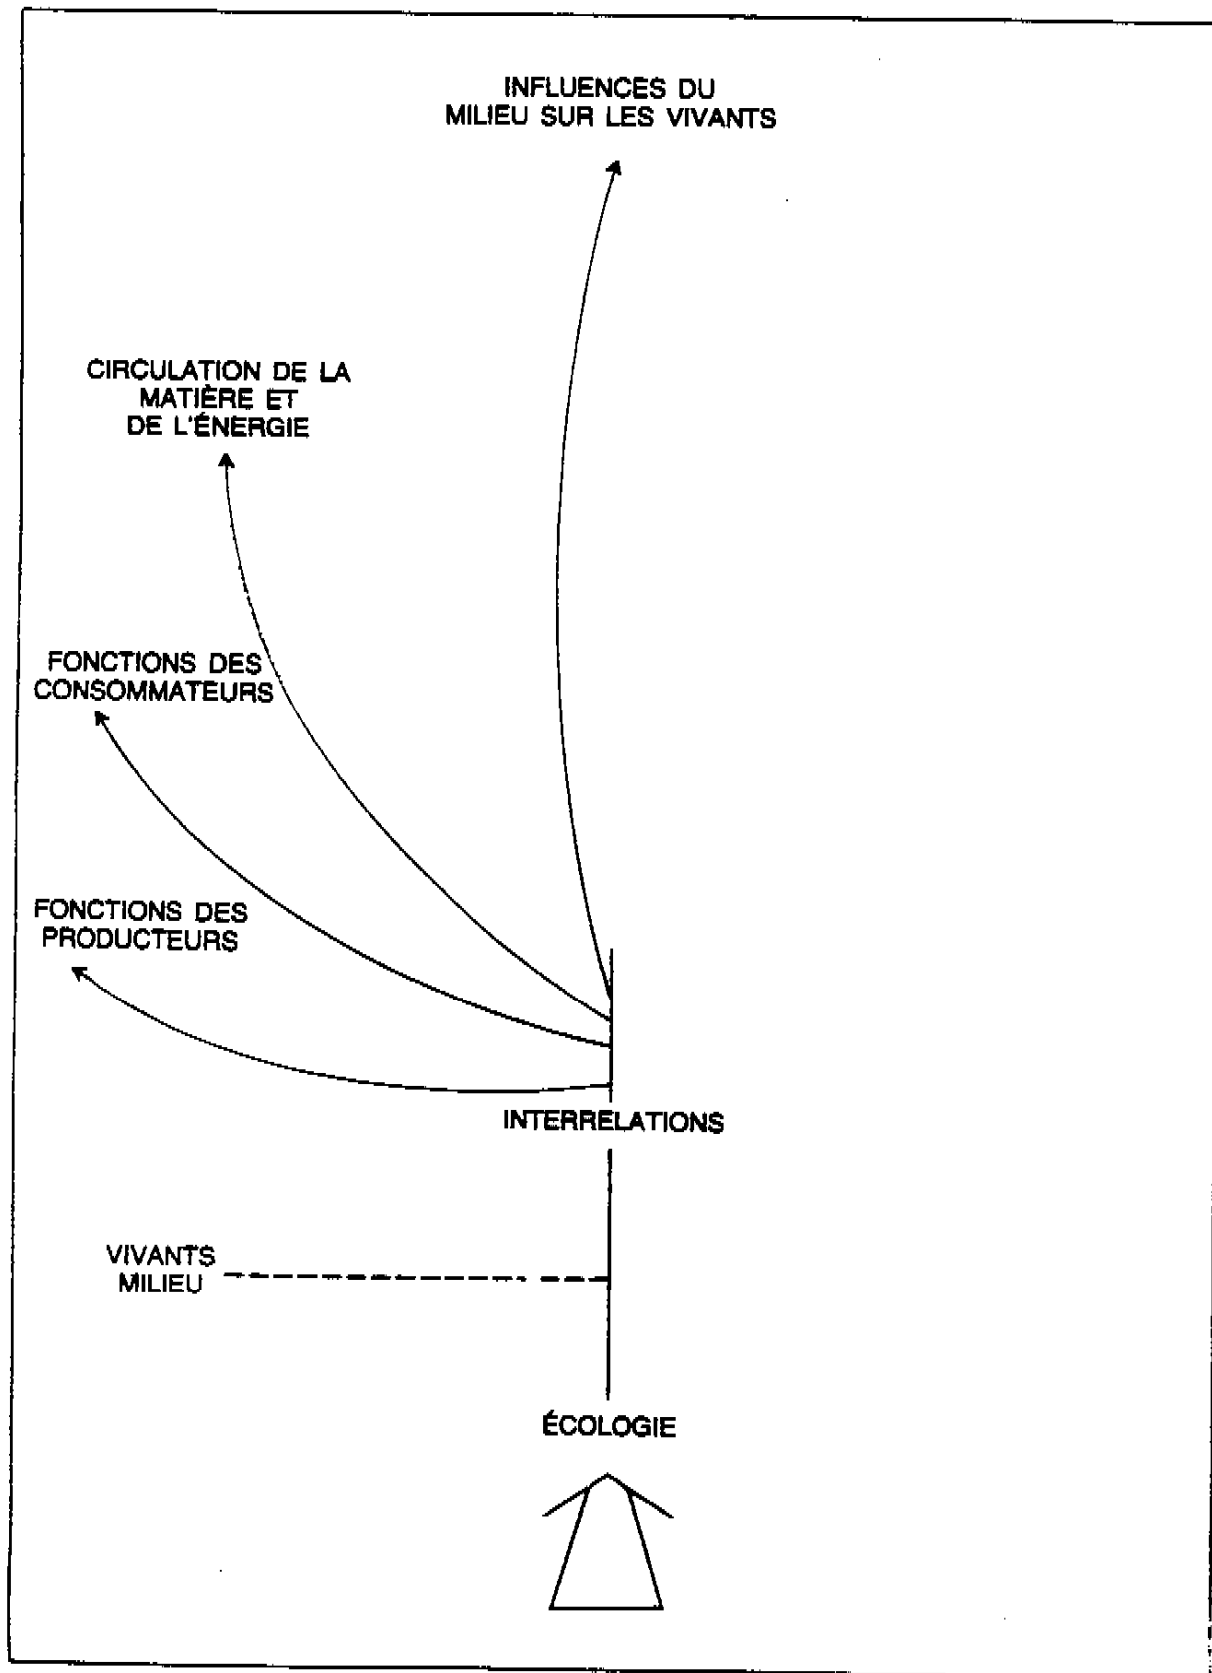 INFLUENCES DU
MILIEU SUR LES VIVANTS
CIRCULATION DE LA
MATIÈRE ET
DE L'ÉNERGIE
FONCTIONS DES
CONSOMMATEURS
FONCTIONS DES
PRODUCTEURS
INTERRELATIONS
VIVANTS
MILIEU
ÉCOLOGIE